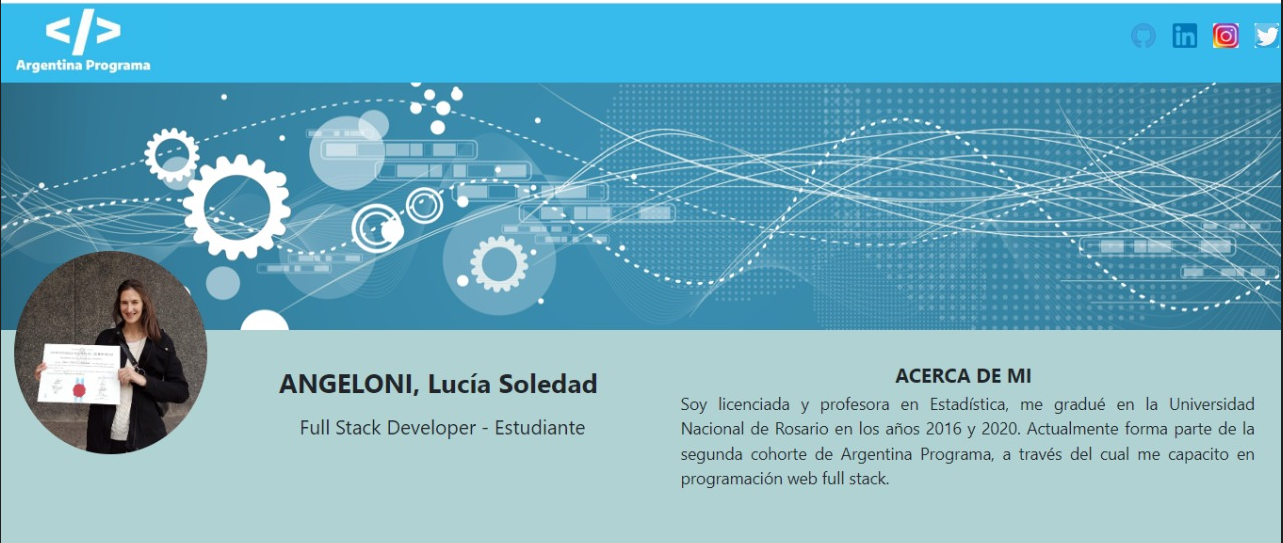 </>
Argentina Programa
in
ANGELONI, Lucía Soledad
Full Stack Developer - Estudiante
ACERCA DE MI
Soy licenciada y profesora en Estadística, me gradué en la Universidad
Nacional de Rosario en los años 2016 y 2020. Actualmente forma parte de la
segunda cohorte de Argentina Programa, a través del cual me capacito en
programación web full stack.